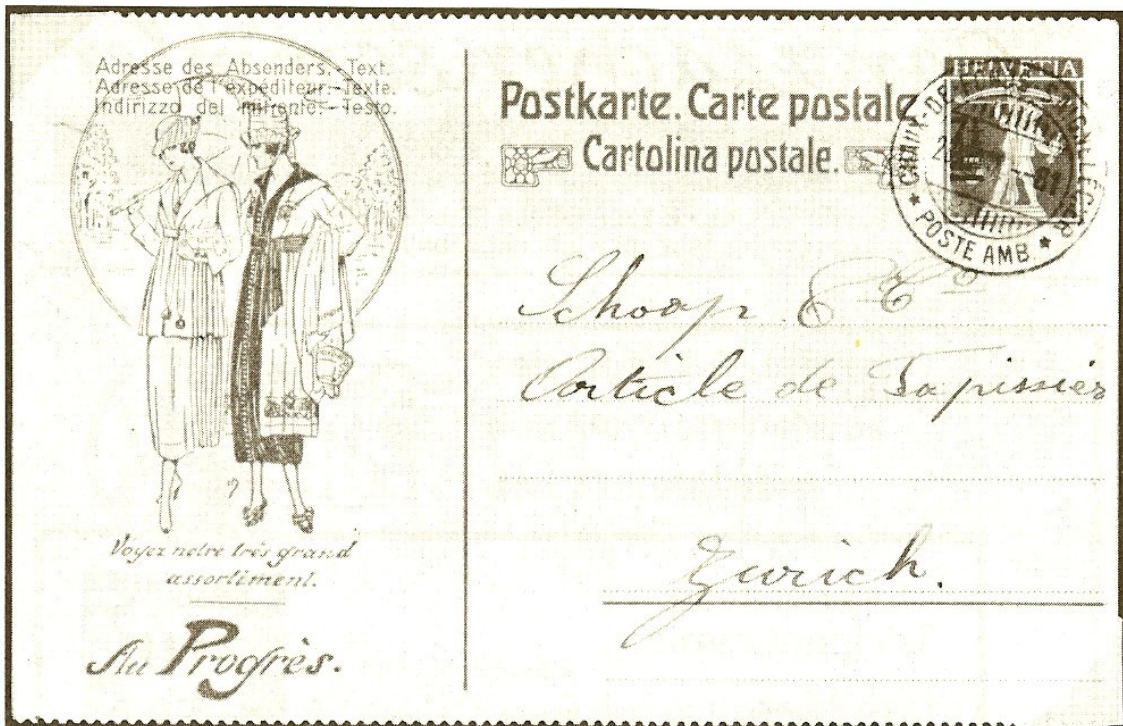 Adresse des Absenders. - Text.
Adresse de l'expéditeur. - Texte.
Indirizzo del mittente. - Testo.
Voyez notre très grand
assortiment.
Au Progrès.
Postkarte. Carte postale
Cartolina postale.
HELVETIA
POSTE AMB.
Schoop & Co
Article de Tapissier
Zurich.